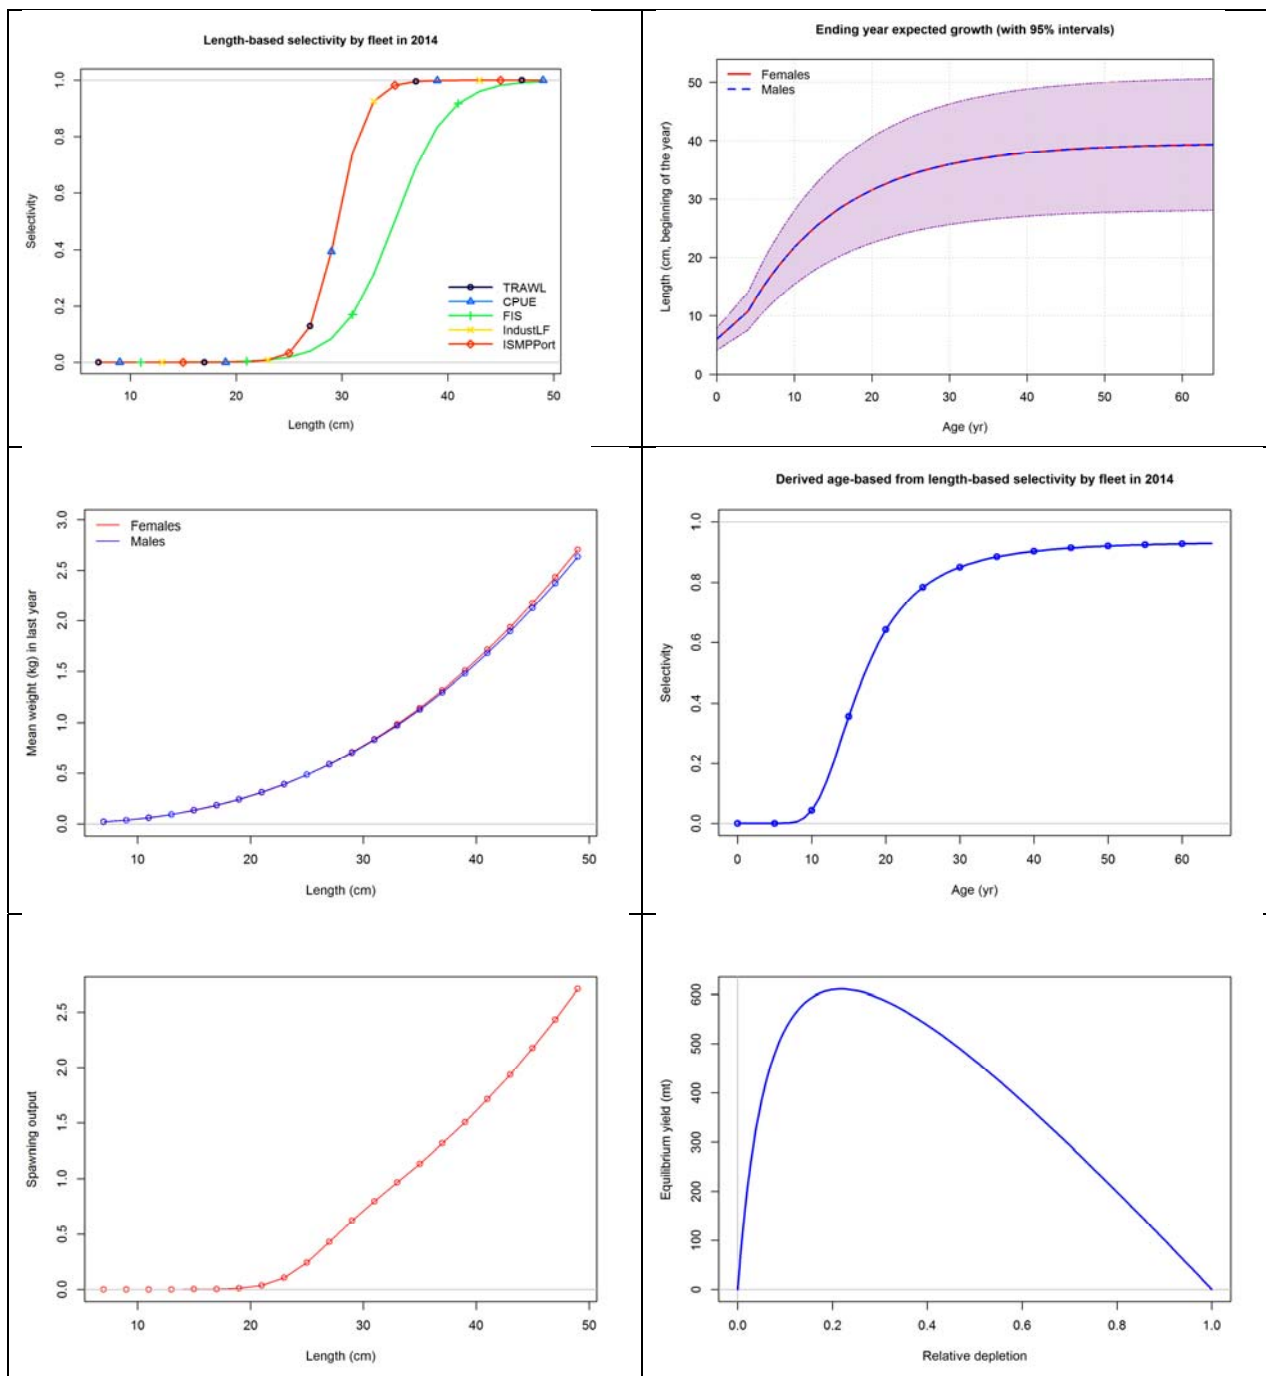 Length-based selectivity by fleet in 2014
Selectivity
0.0 0.2 0.4 0.6 0.8 1.0
TRAWL
CPUE
FIS
IndustLF
ISMPPort
10 20 30 40 50
Length (cm)
Ending year expected growth (with 95% intervals)
Length (cm, beginning of the year)
Females
Males
50
40
30
20
10
0
0 10 20 30 40 50 60
Age (yr)
Mean weight (kg) in last year
0.0 0.5 1.0 1.5 2.0 2.5 3.0
Females
Males
10 20 30 40 50
Length (cm)
Derived age-based from length-based selectivity by fleet in 2014
Selectivity
0.0 0.2 0.4 0.6 0.8 1.0
0 10 20 30 40 50 60
Age (yr)
Spawning output
0.0 0.5 1.0 1.5 2.0 2.5
10 20 30 40 50
Length (cm)
Equilibrium yield (mt)
0 100 200 300 400 500 600
0.0 0.2 0.4 0.6 0.8 1.0
Relative depletion